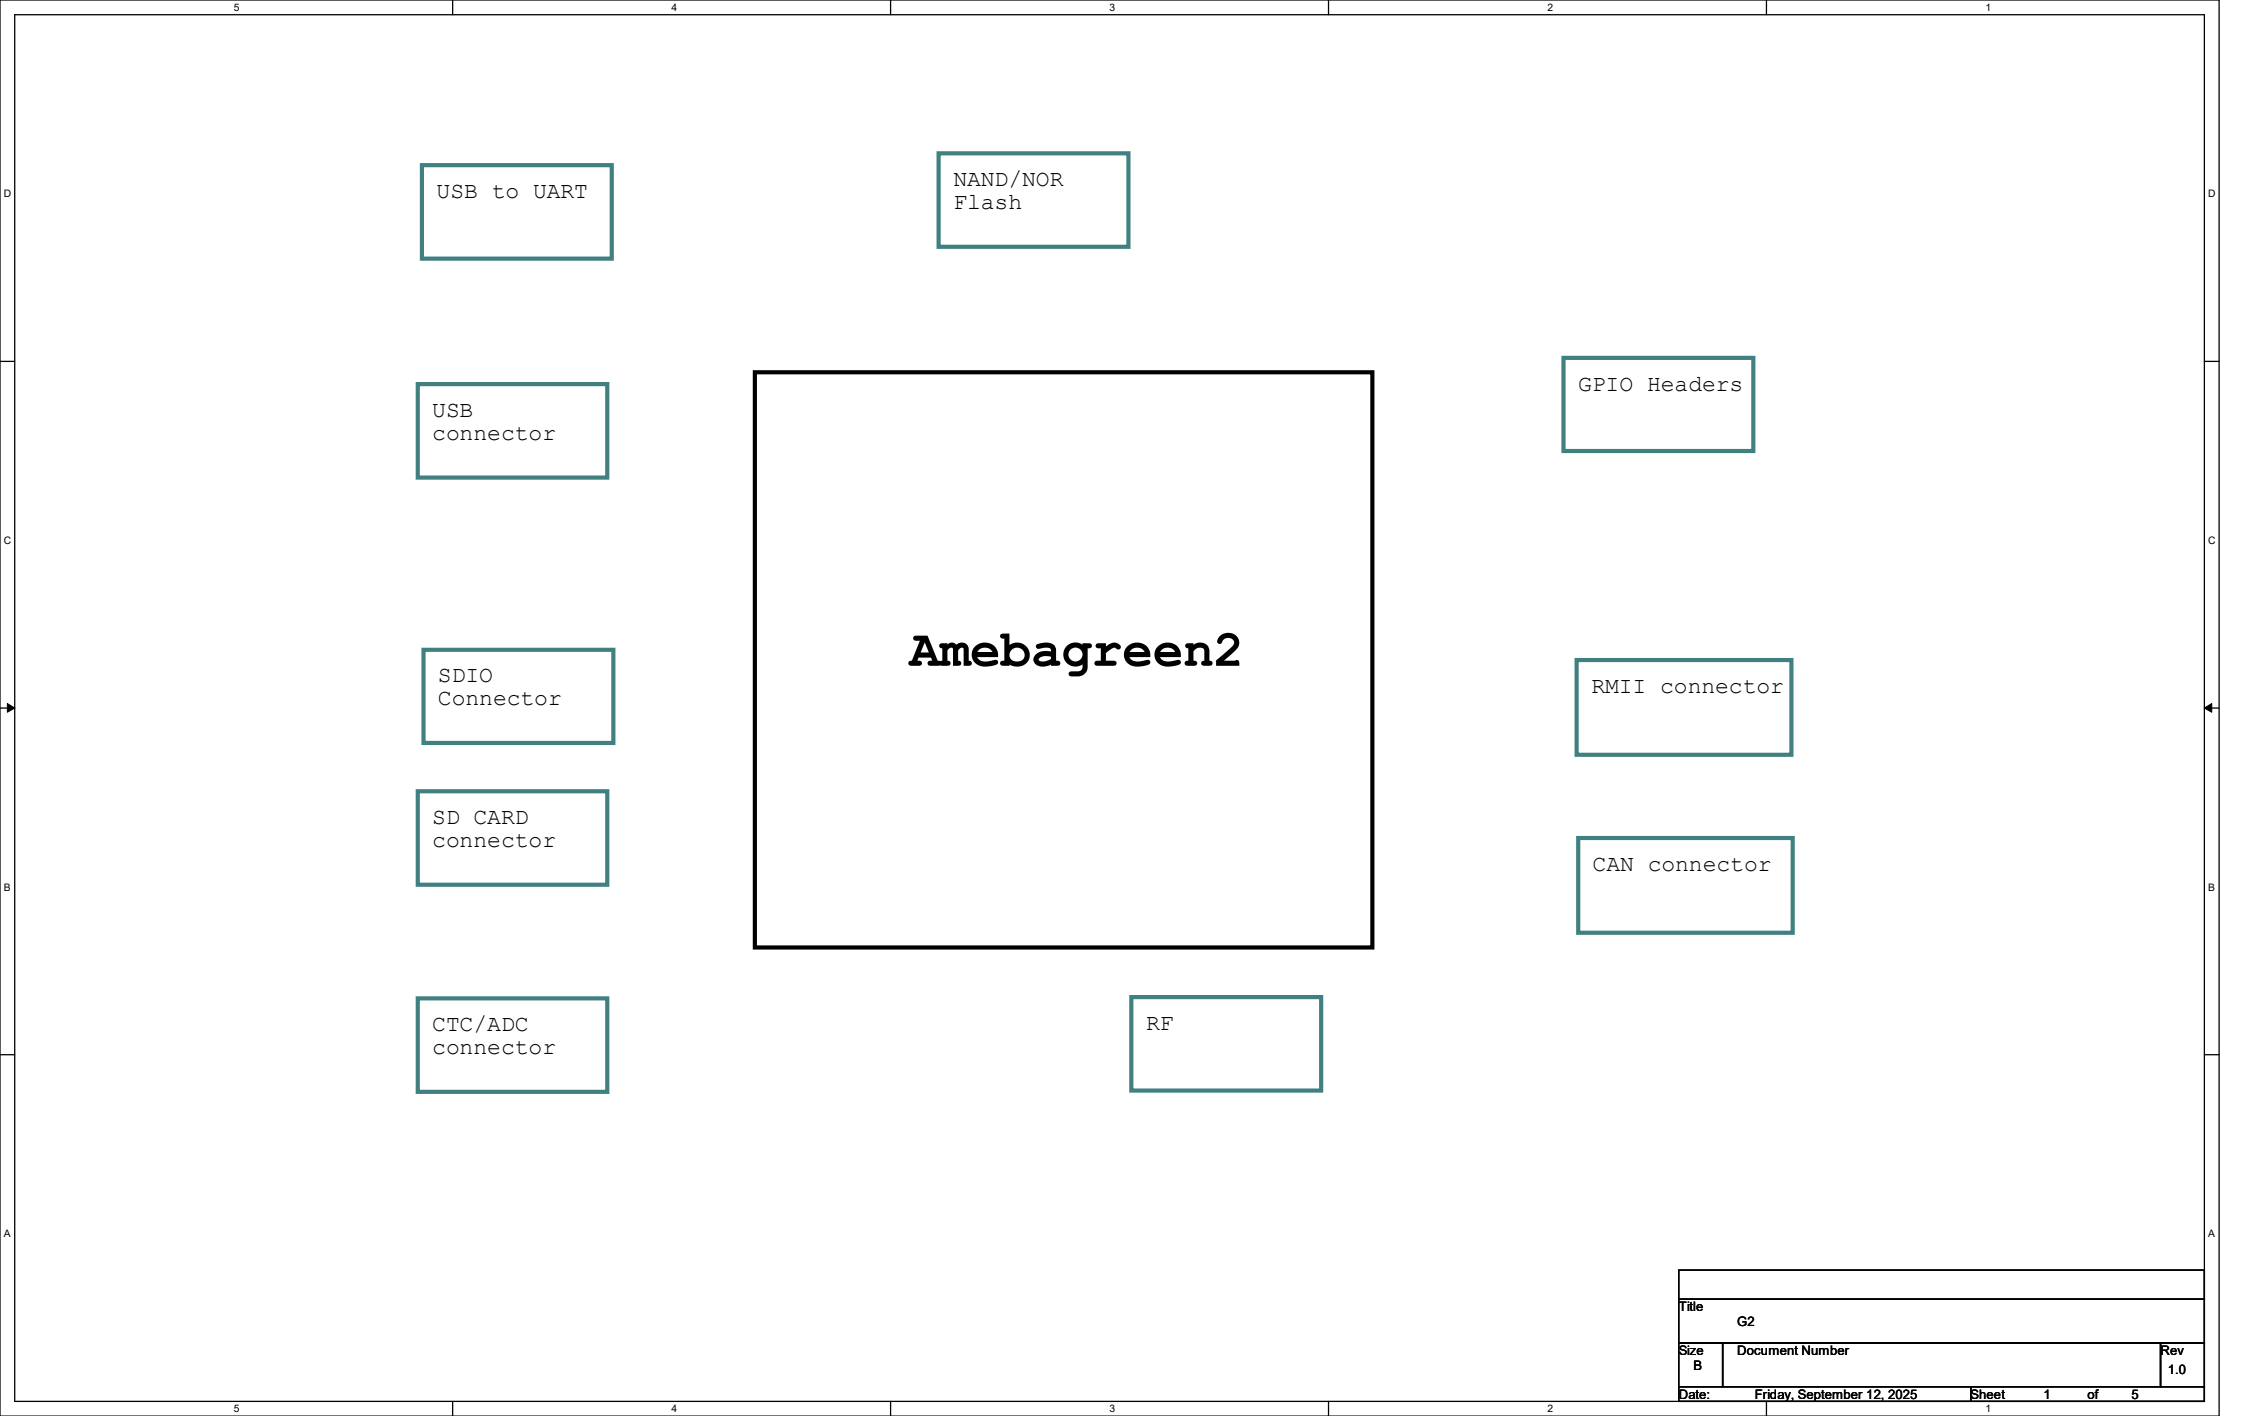 5 4 3 2 1
D D
USB to UART
NAND/NOR
Flash
USB
connector
GPIO Headers
C C
Amebagreen2
SDIO
Connector
RMII connector
SD CARD
connector
CAN connector
B B
CTC/ADC
connector
RF
A A
Title
G2
Size
B
Document Number
Rev
1.0
Date: Friday, September 12, 2025 Sheet 1 of 5
5 4 3 2 1